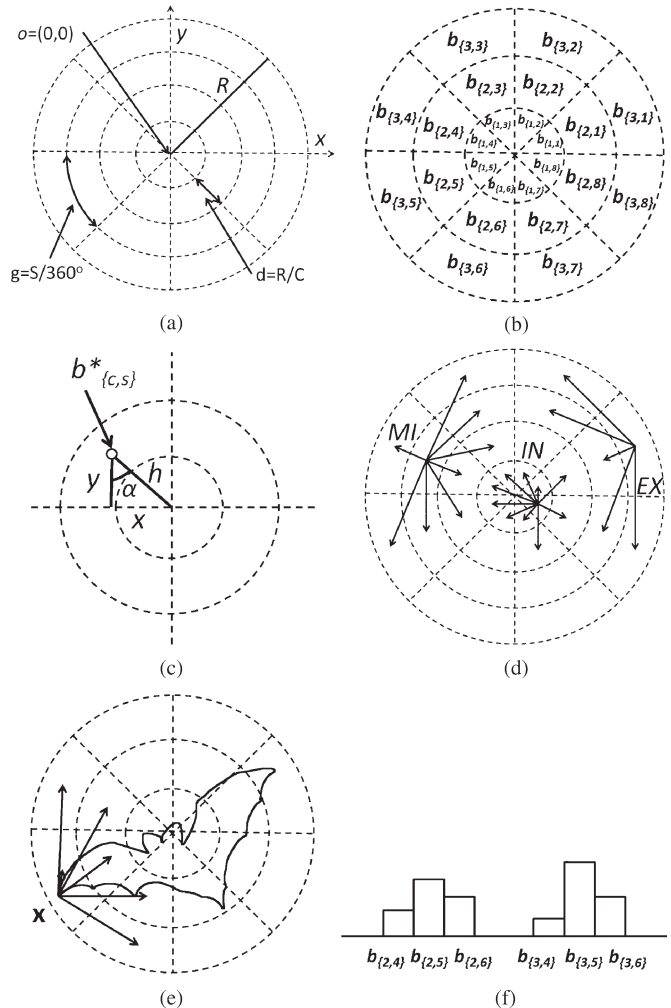 o=(0,0)
y
R
x
g=S/360°
d=R/C
(a)
b{3,3} b{3,2}
b{2,3} b{2,2}
b{3,4} b{3,1}
b{1,3} b{1,2}
b{2,4} b{2,1}
b{1,4} b{1,1}
b{1,5} b{1,8}
b{2,5} b{2,8}
b{3,5} b{3,8}
b{1,6} b{1,7}
b{2,6} b{2,7}
b{3,6} b{3,7}
(b)
b*{c,s}
y α h
x
(c)
MI IN EX
(d)
x
(e)
b{2,4} b{2,5} b{2,6} b{3,4} b{3,5} b{3,6}
(f)